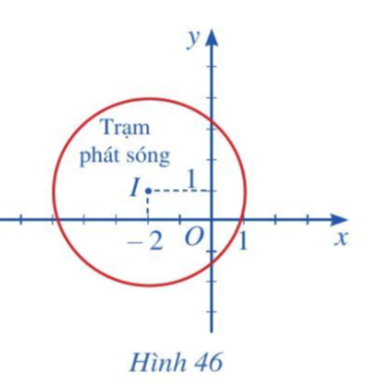 y
Trạm
phát sóng
I
1
– 2
O
1
x
Hình 46